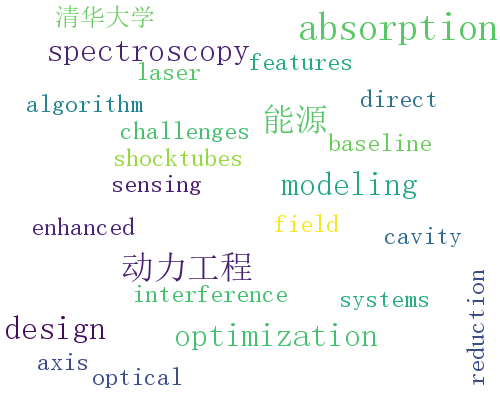 清华大学
absorption
spectroscopy
features
laser
direct
algorithm
能源
challenges
baseline
shocktubes
sensing
modeling
enhanced
field
cavity
动力工程
interference
systems
reduction
design
optimization
axis
optical